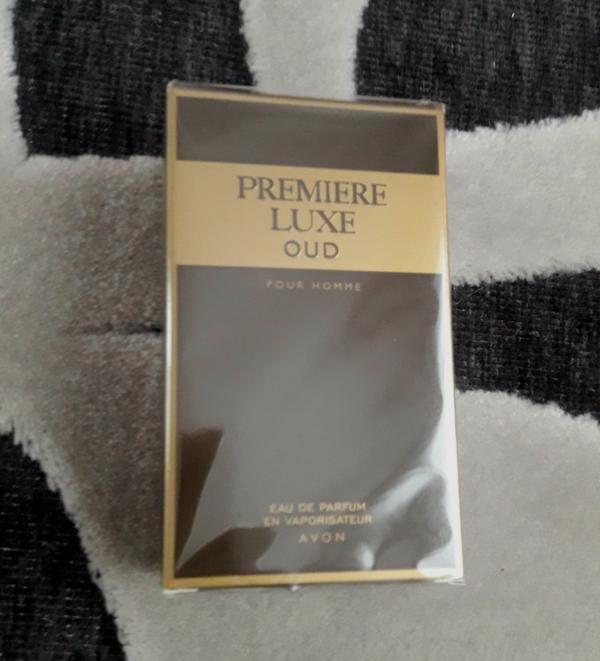 PREMIERE
LUXE
OUD
POUR HOMME
EAU DE PARFUM
EN VAPORISATEUR
AVON